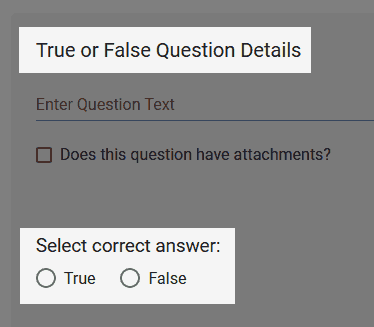 True or False Question Details
Enter Question Text
Does this question have attachments?
Select correct answer:
True False